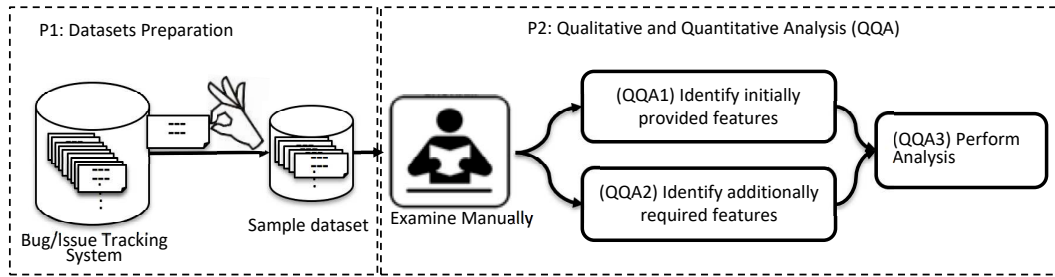 P1: Datasets Preparation
P2: Qualitative and Quantitative Analysis (QQA)
(QQA1) Identify initially
provided features
(QQA3) Perform
Analysis
(QQA2) Identify additionally
required features
Examine Manually
Sample dataset
Bug/Issue Tracking
System